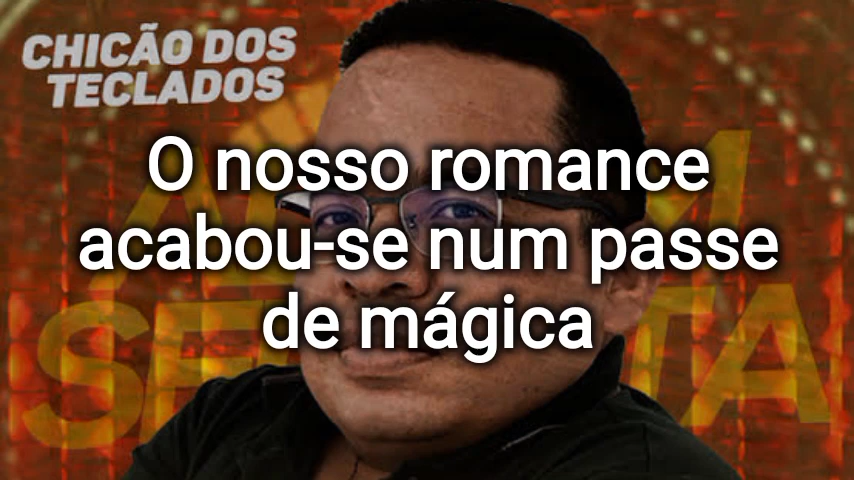 CHICÃO DOS
TECLADOS
O nosso romance
acabou-se num passe
de mágica